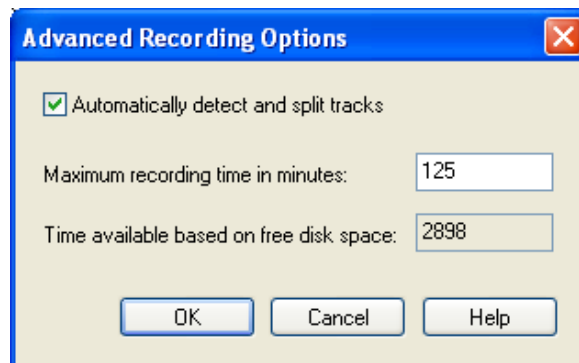 Advanced Recording Options
Automatically detect and split tracks
Maximum recording time in minutes: 125
Time available based on free disk space: 2898
OK Cancel Help